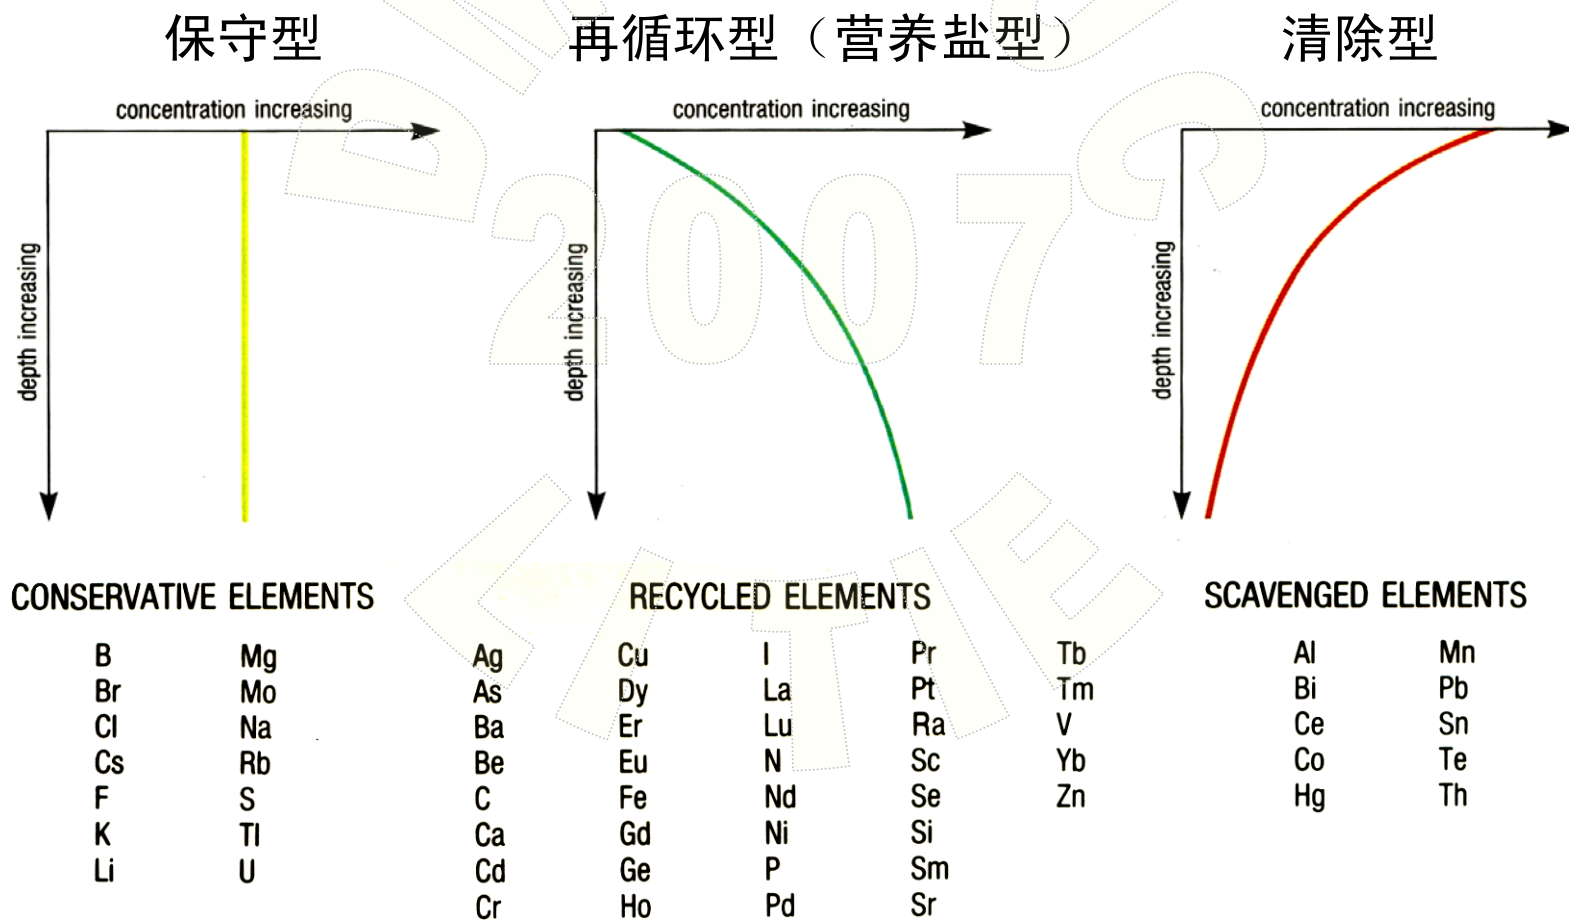 保守型
再循环型（营养盐型）
清除型
concentration increasing
concentration increasing
concentration increasing
depth increasing
depth increasing
depth increasing
2007
CONSERVATIVE ELEMENTS
RECYCLED ELEMENTS
SCAVENGED ELEMENTS
B Mg
Br Mo
Cl Na
Cs Rb
F S
K Tl
Li U
Ag Cu I Pr Tb
As Dy La Pt Tm
Ba Er Lu Ra V
Be Eu N Sc Yb
C Fe Nd Se Zn
Ca Gd Ni Si
Cd Ge P Sm
Cr Ho Pd Sr
Al Mn
Bi Pb
Ce Sn
Co Te
Hg Th